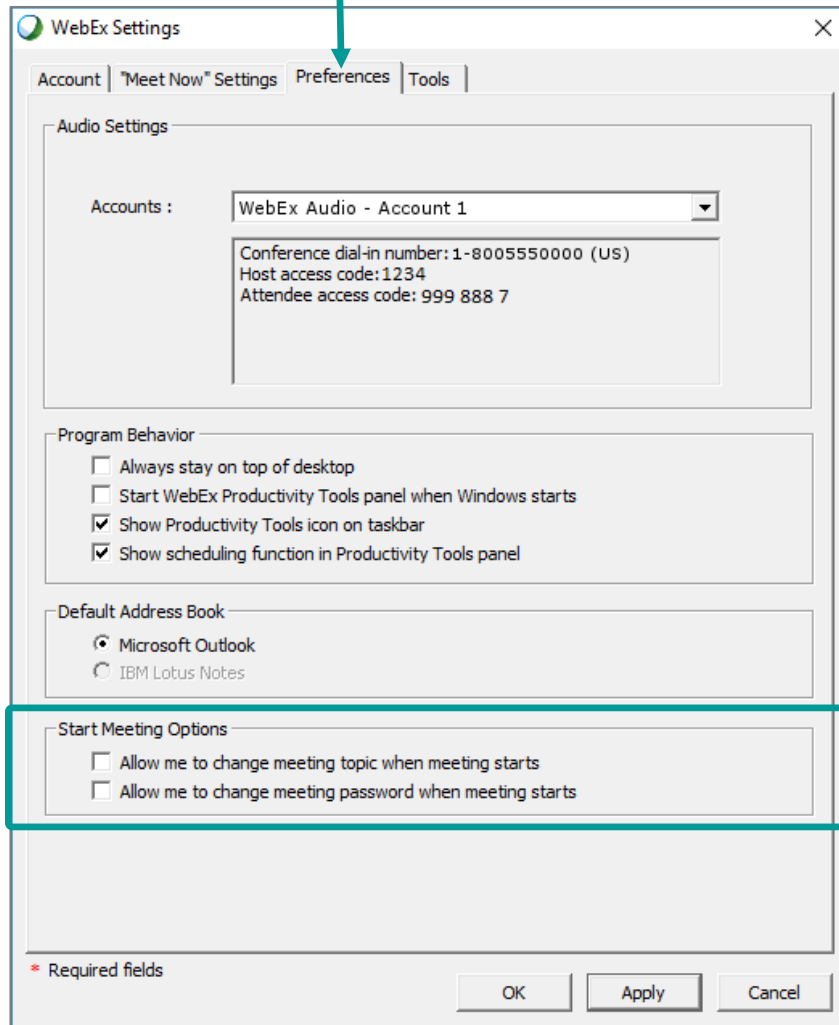 WebEx Settings
Account "Meet Now" Settings Preferences Tools
Audio Settings
Accounts : WebEx Audio - Account 1
Conference dial-in number: 1-8005550000 (US)
Host access code: 1234
Attendee access code: 999 888 7
Program Behavior
Always stay on top of desktop
Start WebEx Productivity Tools panel when Windows starts
Show Productivity Tools icon on taskbar
Show scheduling function in Productivity Tools panel
Default Address Book
Microsoft Outlook
IBM Lotus Notes
Start Meeting Options
Allow me to change meeting topic when meeting starts
Allow me to change meeting password when meeting starts
* Required fields
OK Apply Cancel